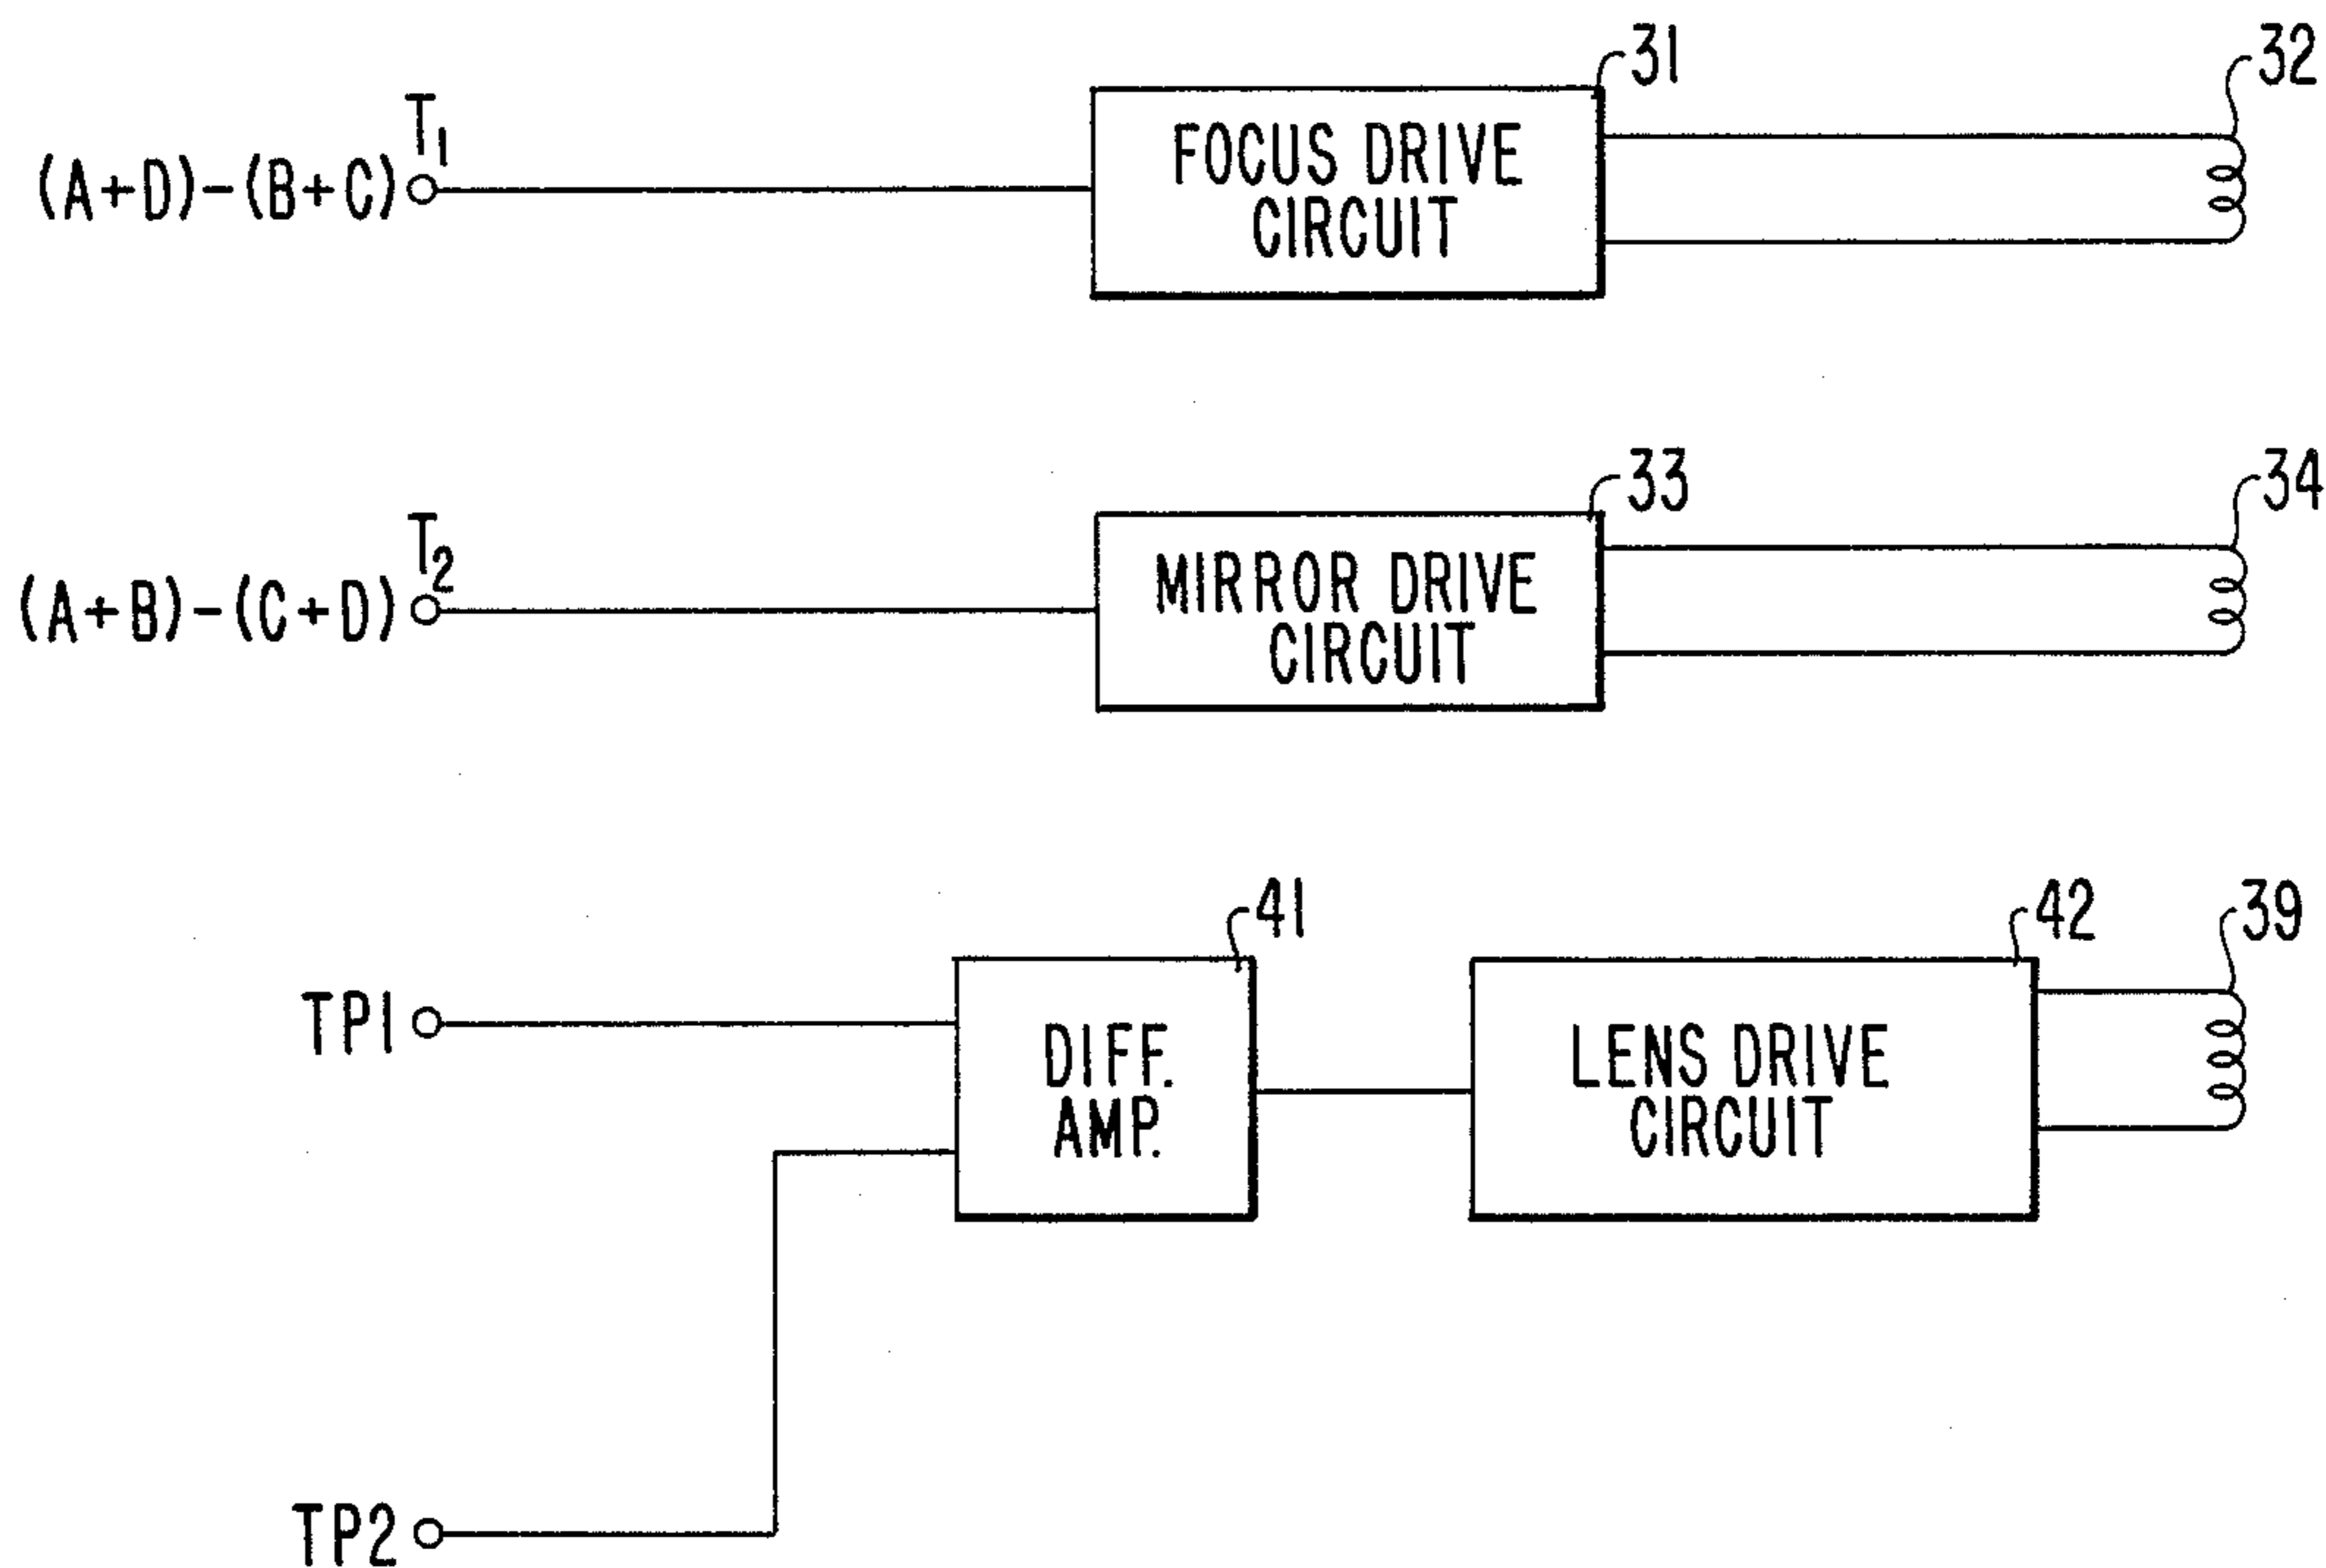 31
32
T1
(A+D)-(B+C)
FOCUS DRIVE
CIRCUIT
33
34
T2
(A+B)-(C+D)
MIRROR DRIVE
CIRCUIT
41
42
39
TP1
DIFF.
AMP.
LENS DRIVE
CIRCUIT
TP2